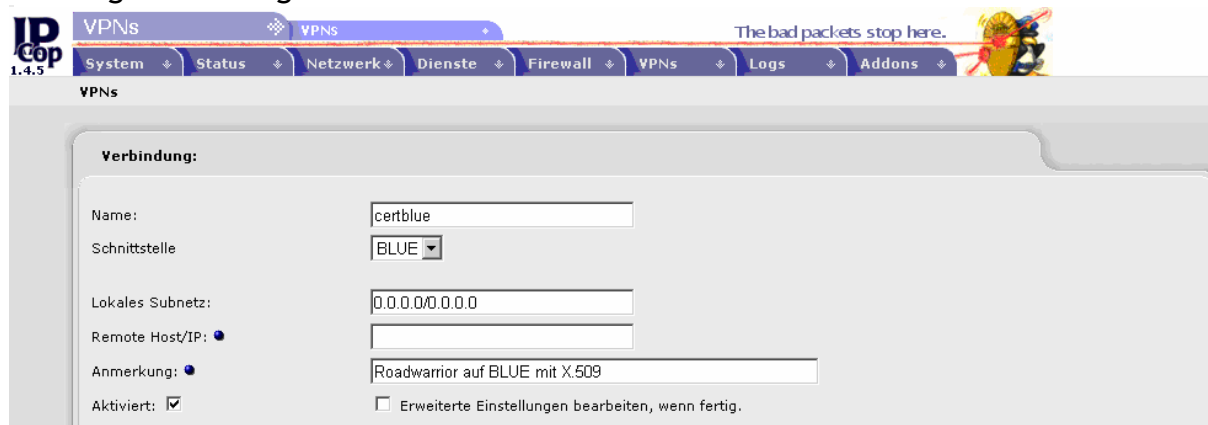 IPCop
1.4.5
VPNs VPNs The bad packets stop here.
System Status Netzwerk Dienste Firewall VPNs Logs Addons
VPNs
Verbindung:
Name: certblue
Schnittstelle BLUE
Lokales Subnetz: 0.0.0.0/0.0.0.0
Remote Host/IP:
Anmerkung: Roadwarrior auf BLUE mit X.509
Aktiviert: Erweiterte Einstellungen bearbeiten, wenn fertig.